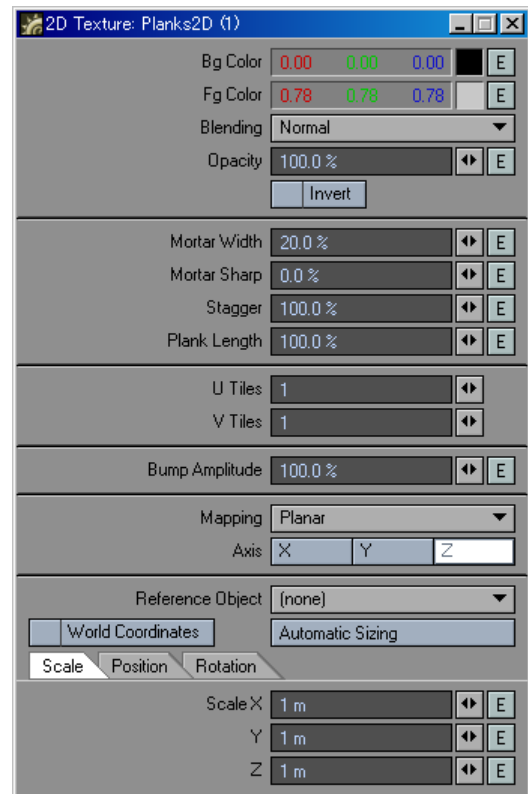 2D Texture: Planks2D (1)
Bg Color 0.00 0.00 0.00 E
Fg Color 0.78 0.78 0.78 E
Blending Normal
Opacity 100.0 % E
Invert
Mortar Width 20.0 % E
Mortar Sharp 0.0 % E
Stagger 100.0 % E
Plank Length 100.0 % E
U Tiles 1
V Tiles 1
Bump Amplitude 100.0 % E
Mapping Planar
Axis X Y Z
Reference Object (none)
World Coordinates Automatic Sizing
Scale Position Rotation
Scale X 1 m E
Y 1 m E
Z 1 m E